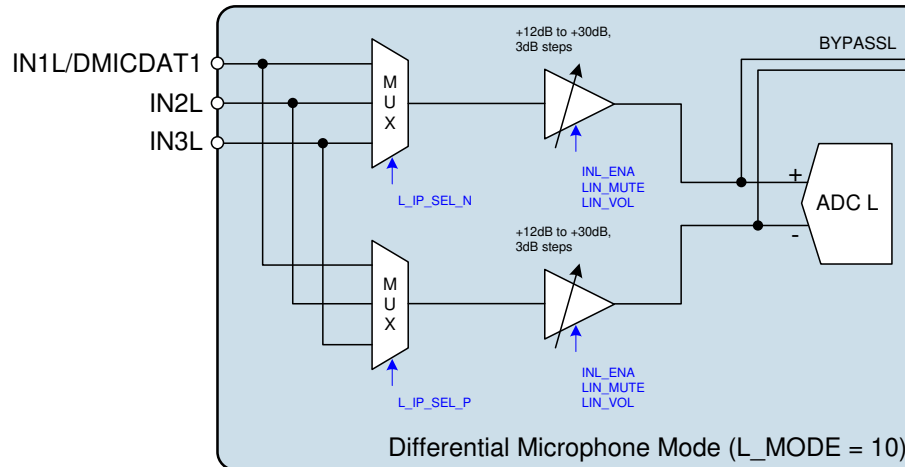 +12dB to +30dB,
3dB steps
BYPASSL
IN1L/DMICDAT1
IN2L
IN3L
M
U
X
INL_ENA
LIN_MUTE
LIN_VOL
L_IP_SEL_N
+
ADC L
-
+12dB to +30dB,
3dB steps
M
U
X
INL_ENA
LIN_MUTE
LIN_VOL
L_IP_SEL_P
Differential Microphone Mode (L_MODE = 10)